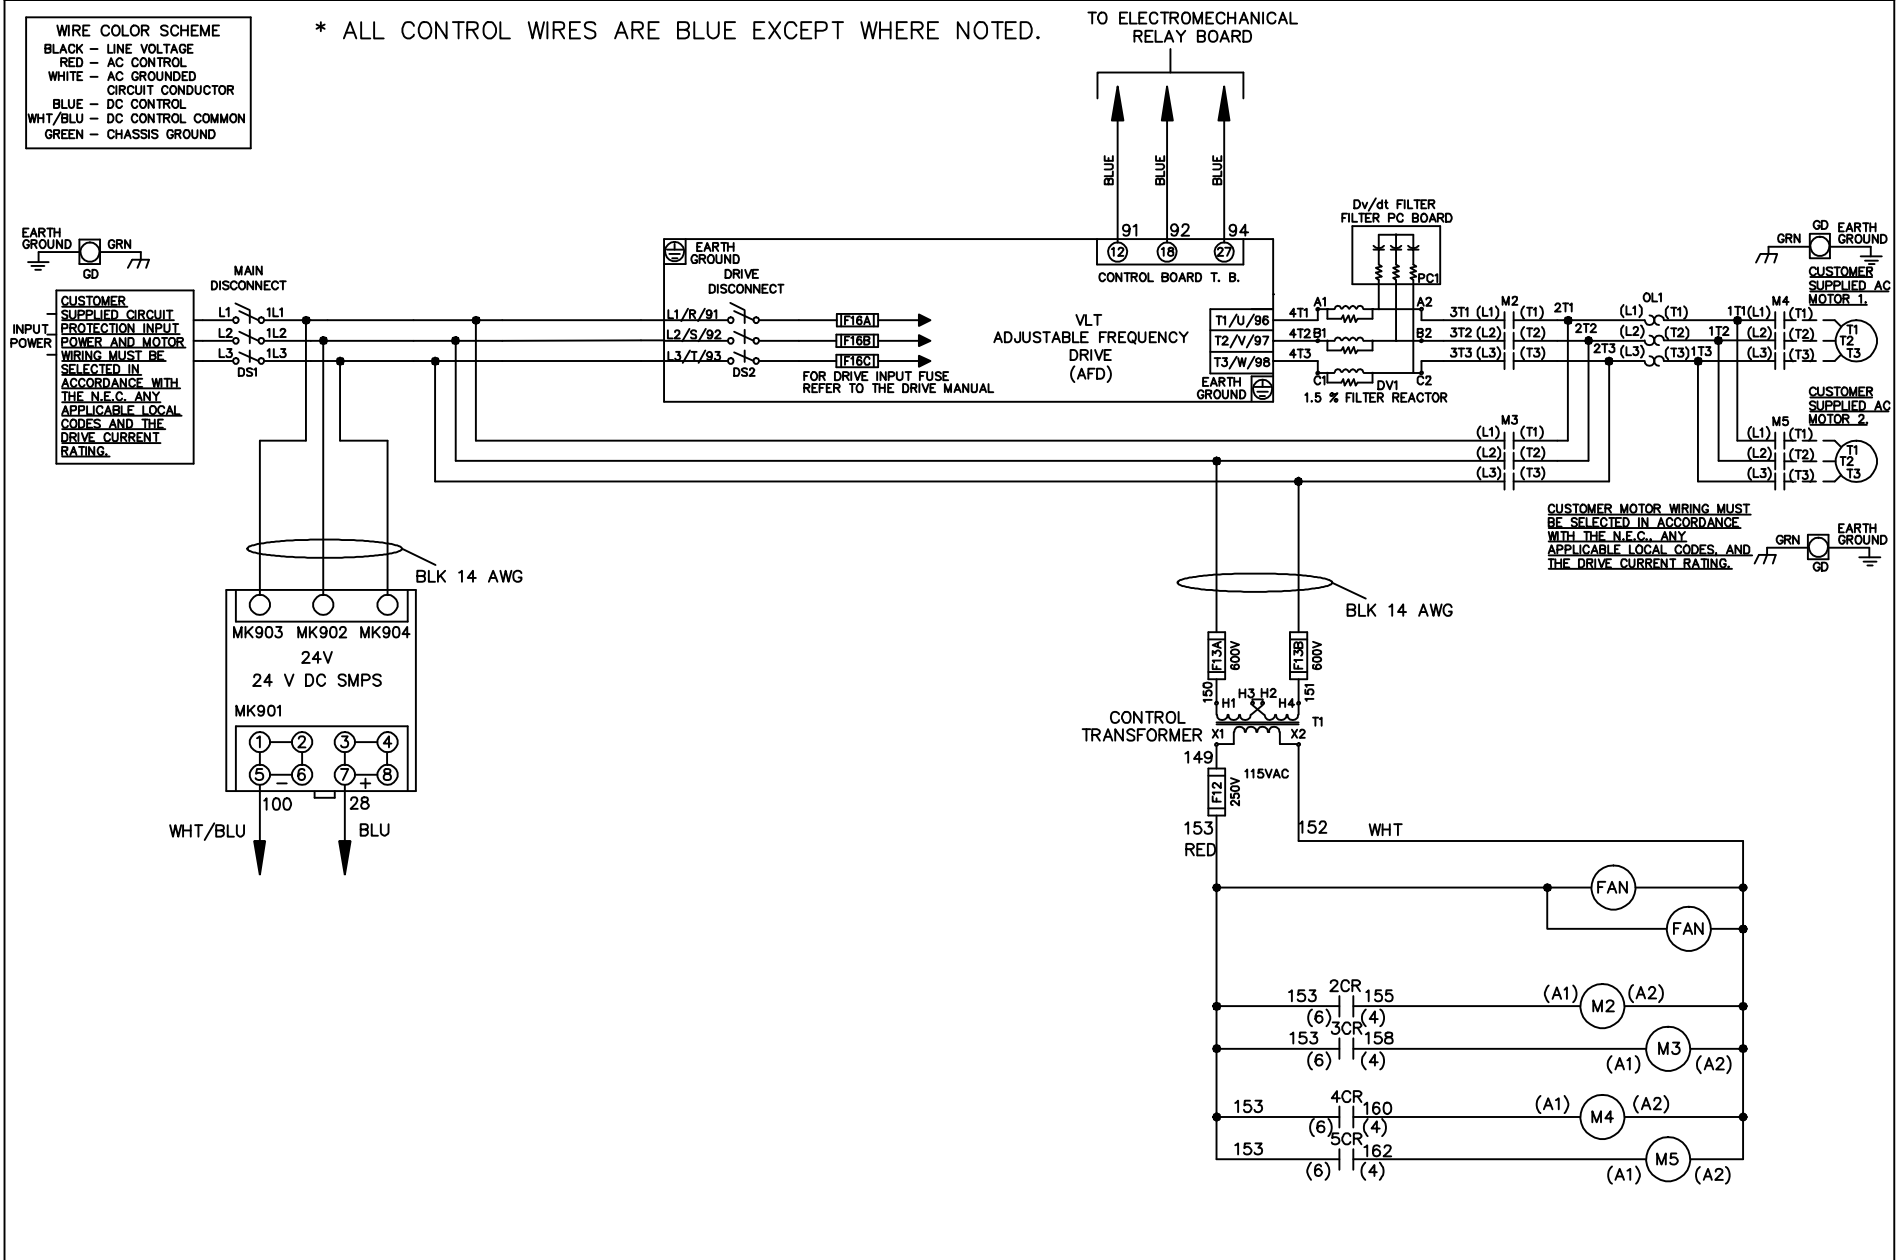 WIRE COLOR SCHEME
BLACK – LINE VOLTAGE
RED – AC CONTROL
WHITE – AC GROUNDED
CIRCUIT CONDUCTOR
BLUE – DC CONTROL
WHT/BLU – DC CONTROL COMMON
GREEN – CHASSIS GROUND
* ALL CONTROL WIRES ARE BLUE EXCEPT WHERE NOTED.
TO ELECTROMECHANICAL
RELAY BOARD
BLUE
BLUE
BLUE
91
92
94
12
18
27
CONTROL BOARD T. B.
EARTH
GROUND
GRN
GD
INPUT
POWER
CUSTOMER
SUPPLIED CIRCUIT
PROTECTION INPUT
POWER AND MOTOR
WIRING MUST BE
SELECTED IN
ACCORDANCE WITH
THE N.E.C. ANY
APPLICABLE LOCAL
CODES AND THE
DRIVE CURRENT
RATING.
MAIN
DISCONNECT
L1
1L1
L2
1L2
L3
1L3
DS1
EARTH
GROUND
DRIVE
DISCONNECT
L1/R/91
L2/S/92
L3/T/93
DS2
IF16A
IF16B
IF16C
FOR DRIVE INPUT FUSE
REFER TO THE DRIVE MANUAL
VLT
ADJUSTABLE FREQUENCY
DRIVE
(AFD)
T1/U/96
T2/V/97
T3/W/98
EARTH
GROUND
Dv/dt FILTER
FILTER PC BOARD
PC1
4T1
A1
A2
4T2
B1
B2
4T3
C1
C2
DV1
1.5 % FILTER REACTOR
3T1
(L1)
M2
(T1)
2T1
3T2
(L2)
(T2)
2T2
3T3
(L3)
(T3)
2T3
OL1
(L1)
(T1)
(L2)
(T2)
(L3)
(T3)
1T1
1T2
1T3
M4
(L1)
(T1)
(L2)
(T2)
(L3)
(T3)
T1
T2
T3
GRN
GD
EARTH
GROUND
CUSTOMER
SUPPLIED AC
MOTOR 1.
CUSTOMER
SUPPLIED AC
MOTOR 2.
M3
(L1)
(T1)
(L2)
(T2)
(L3)
(T3)
M5
(L1)
(T1)
(L2)
(T2)
(L3)
(T3)
T1
T2
T3
CUSTOMER MOTOR WIRING MUST
BE SELECTED IN ACCORDANCE
WITH THE N.E.C., ANY
APPLICABLE LOCAL CODES, AND
THE DRIVE CURRENT RATING.
GRN
GD
EARTH
GROUND
BLK 14 AWG
MK903
MK902
MK904
24V
24 V DC SMPS
MK901
1
2
3
4
5
6
7
8
–
+
100
28
WHT/BLU
BLU
BLK 14 AWG
F13A
600V
F13B
600V
150
151
H1
H3
H2
H4
T1
CONTROL
TRANSFORMER
X1
X2
149
115VAC
F12
250V
153
RED
152
WHT
FAN
FAN
153
2CR
155
(6)
(4)
(A1)
M2
(A2)
153
3CR
158
(6)
(4)
(A1)
M3
(A2)
153
4CR
160
(6)
(4)
(A1)
M4
(A2)
153
5CR
162
(6)
(4)
(A1)
M5
(A2)